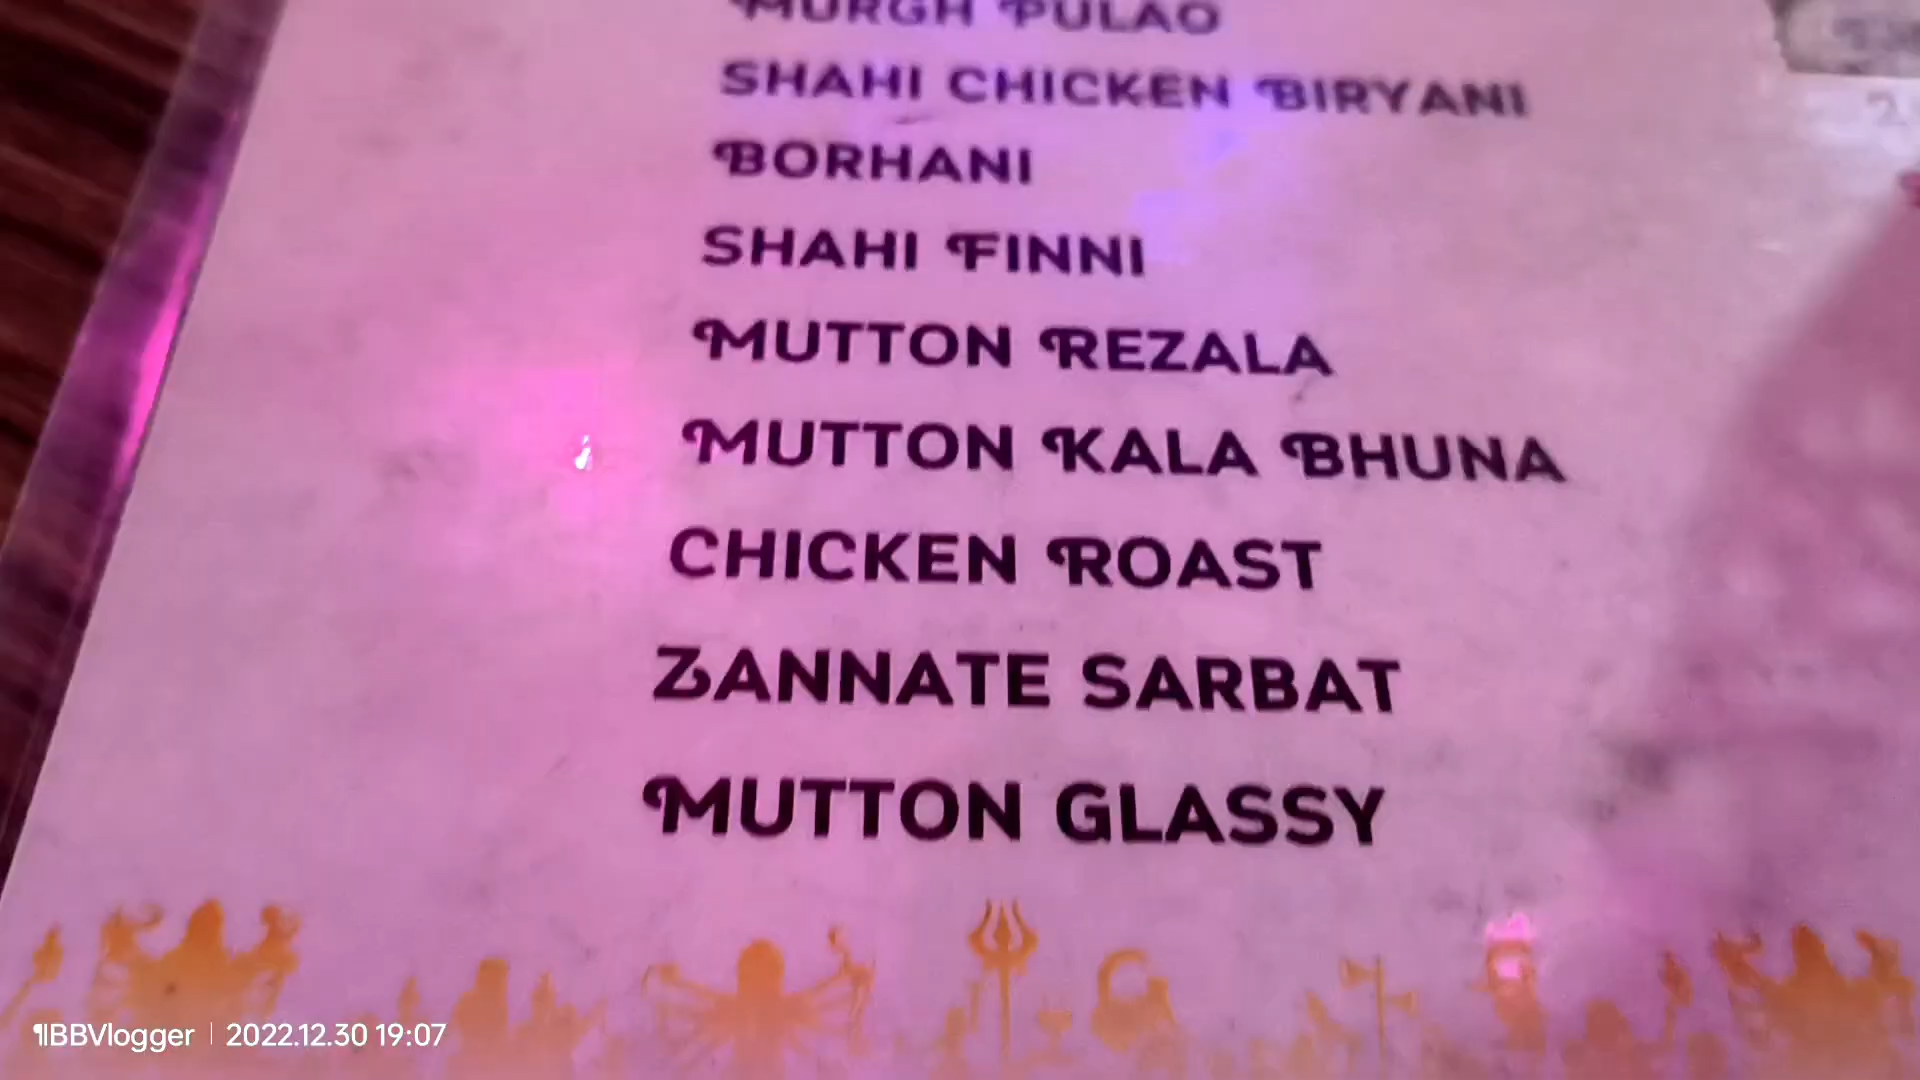 MURGH PULAO
SHAHI CHICKEN BIRYANI
BORHANI
SHAHI FINNI
MUTTON REZALA
MUTTON KALA BHUNA
CHICKEN ROAST
ZANNATE SARBAT
MUTTON GLASSY
¶BBVlogger | 2022.12.30 19:07